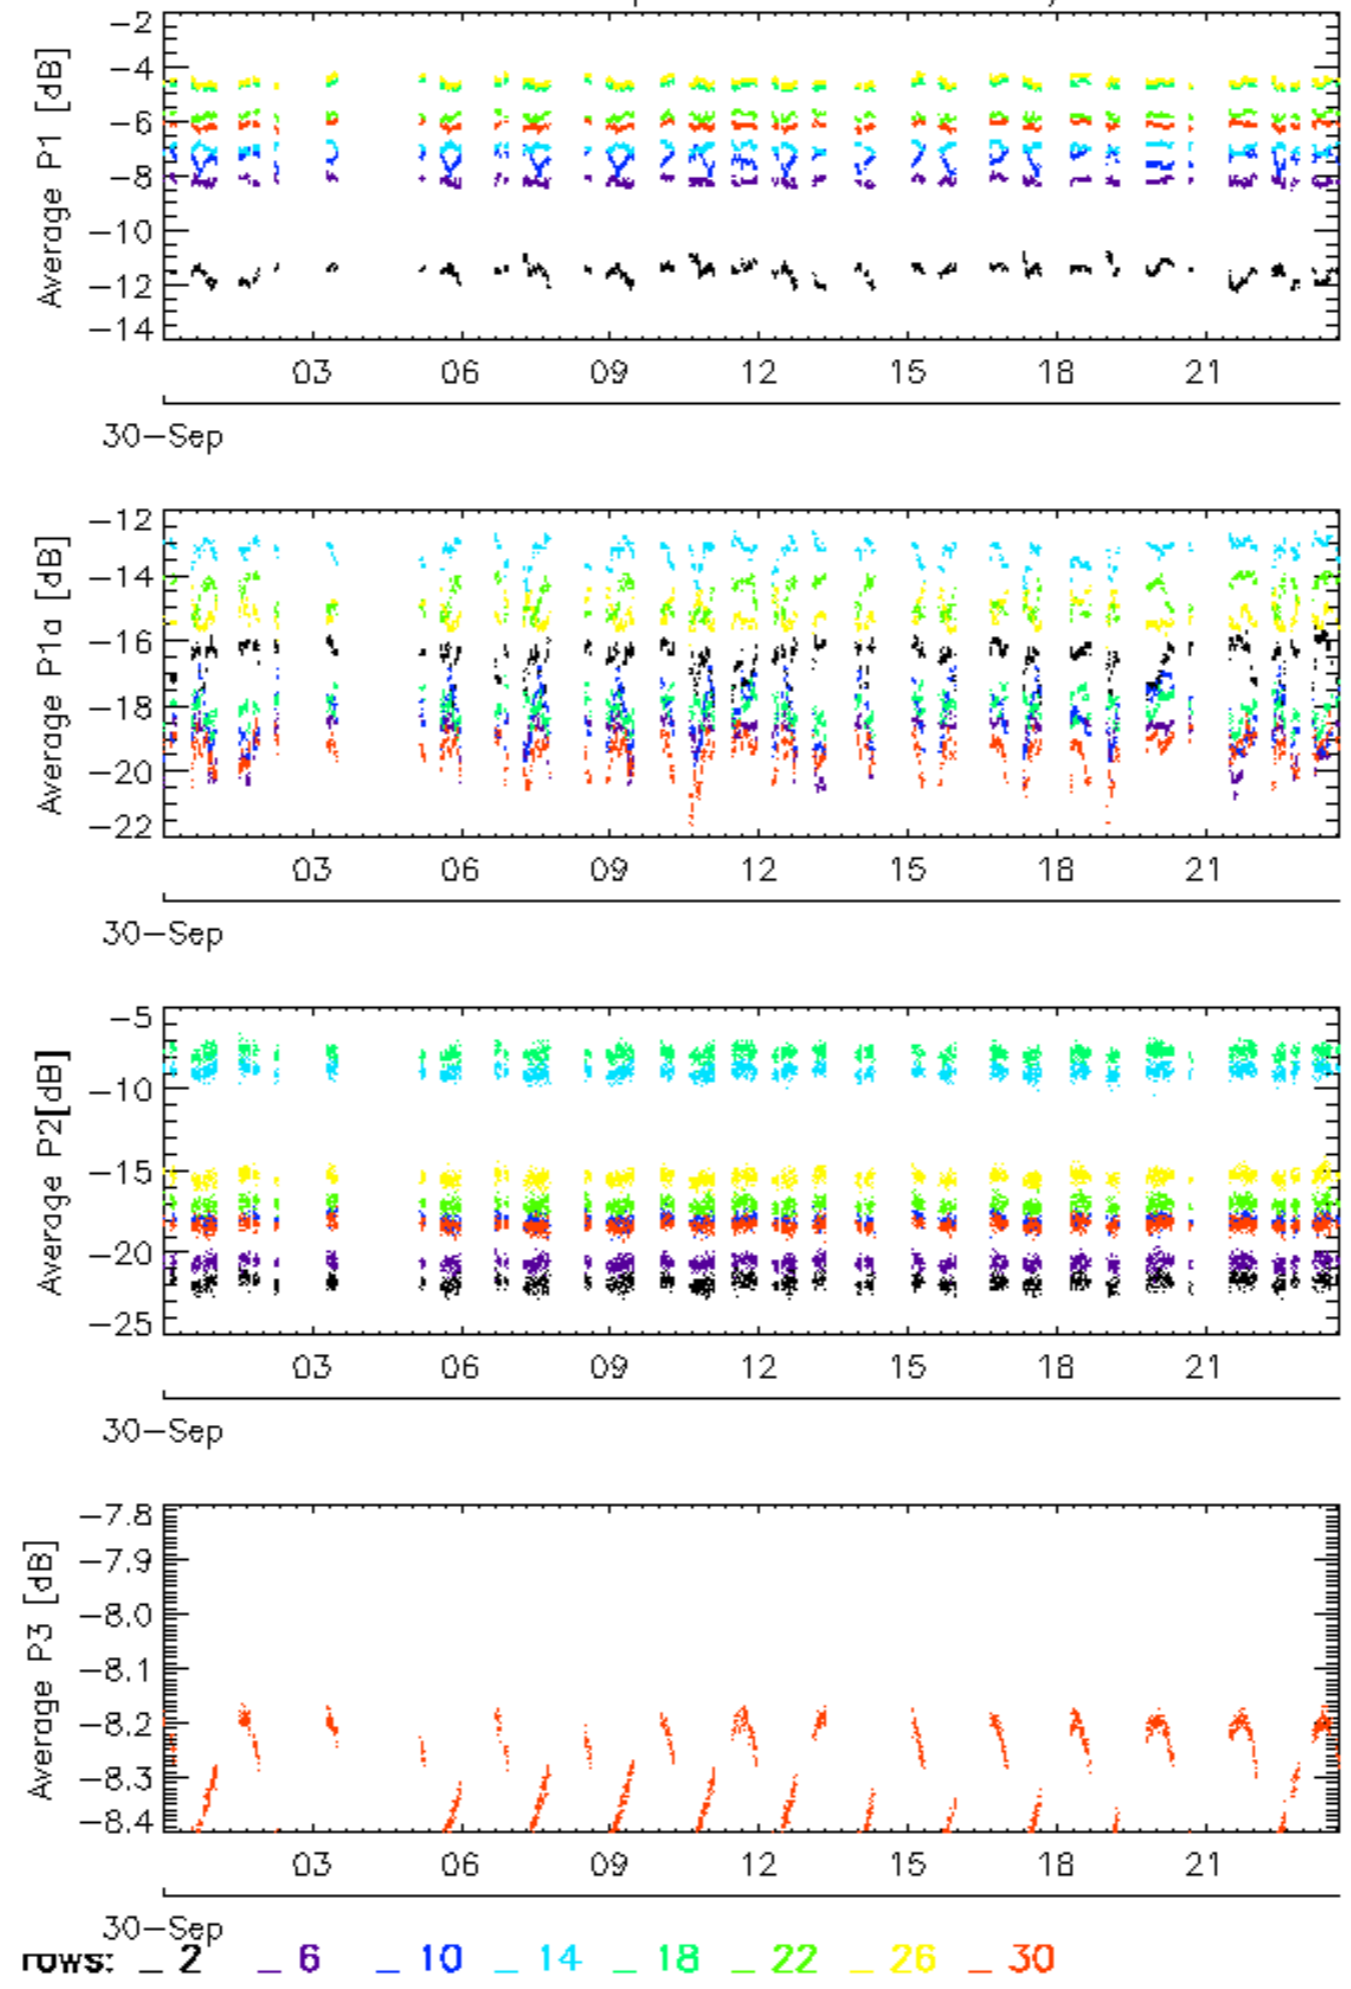 Average P1 [dB]
−2
−4
−6
−8
−10
−12
−14
03 06 09 12 15 18 21
30−Sep
Average P1a [dB]
−12
−14
−16
−18
−20
−22
03 06 09 12 15 18 21
30−Sep
Average P2[dB]
−5
−10
−15
−20
−25
03 06 09 12 15 18 21
30−Sep
Average P3 [dB]
−7.8
−7.9
−8.0
−8.1
−8.2
−8.3
−8.4
03 06 09 12 15 18 21
30−Sep
rows: _ 2 _ 6 _ 10 _ 14 _ 18 _ 22 _ 26 _ 30